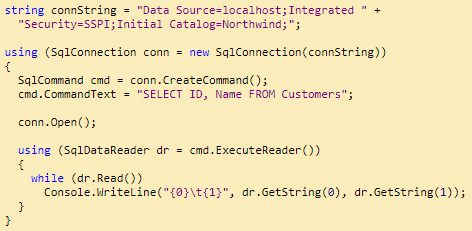 string connString = "Data Source=localhost;Integrated " +
  "Security=SSPI;Initial Catalog=Northwind;";

using (SqlConnection conn = new SqlConnection(connString))
{
  SqlCommand cmd = conn.CreateCommand();
  cmd.CommandText = "SELECT ID, Name FROM Customers";

  conn.Open();

  using (SqlDataReader dr = cmd.ExecuteReader())
  {
    while (dr.Read())
      Console.WriteLine("{0}\t{1}", dr.GetString(0), dr.GetString(1));
  }
}